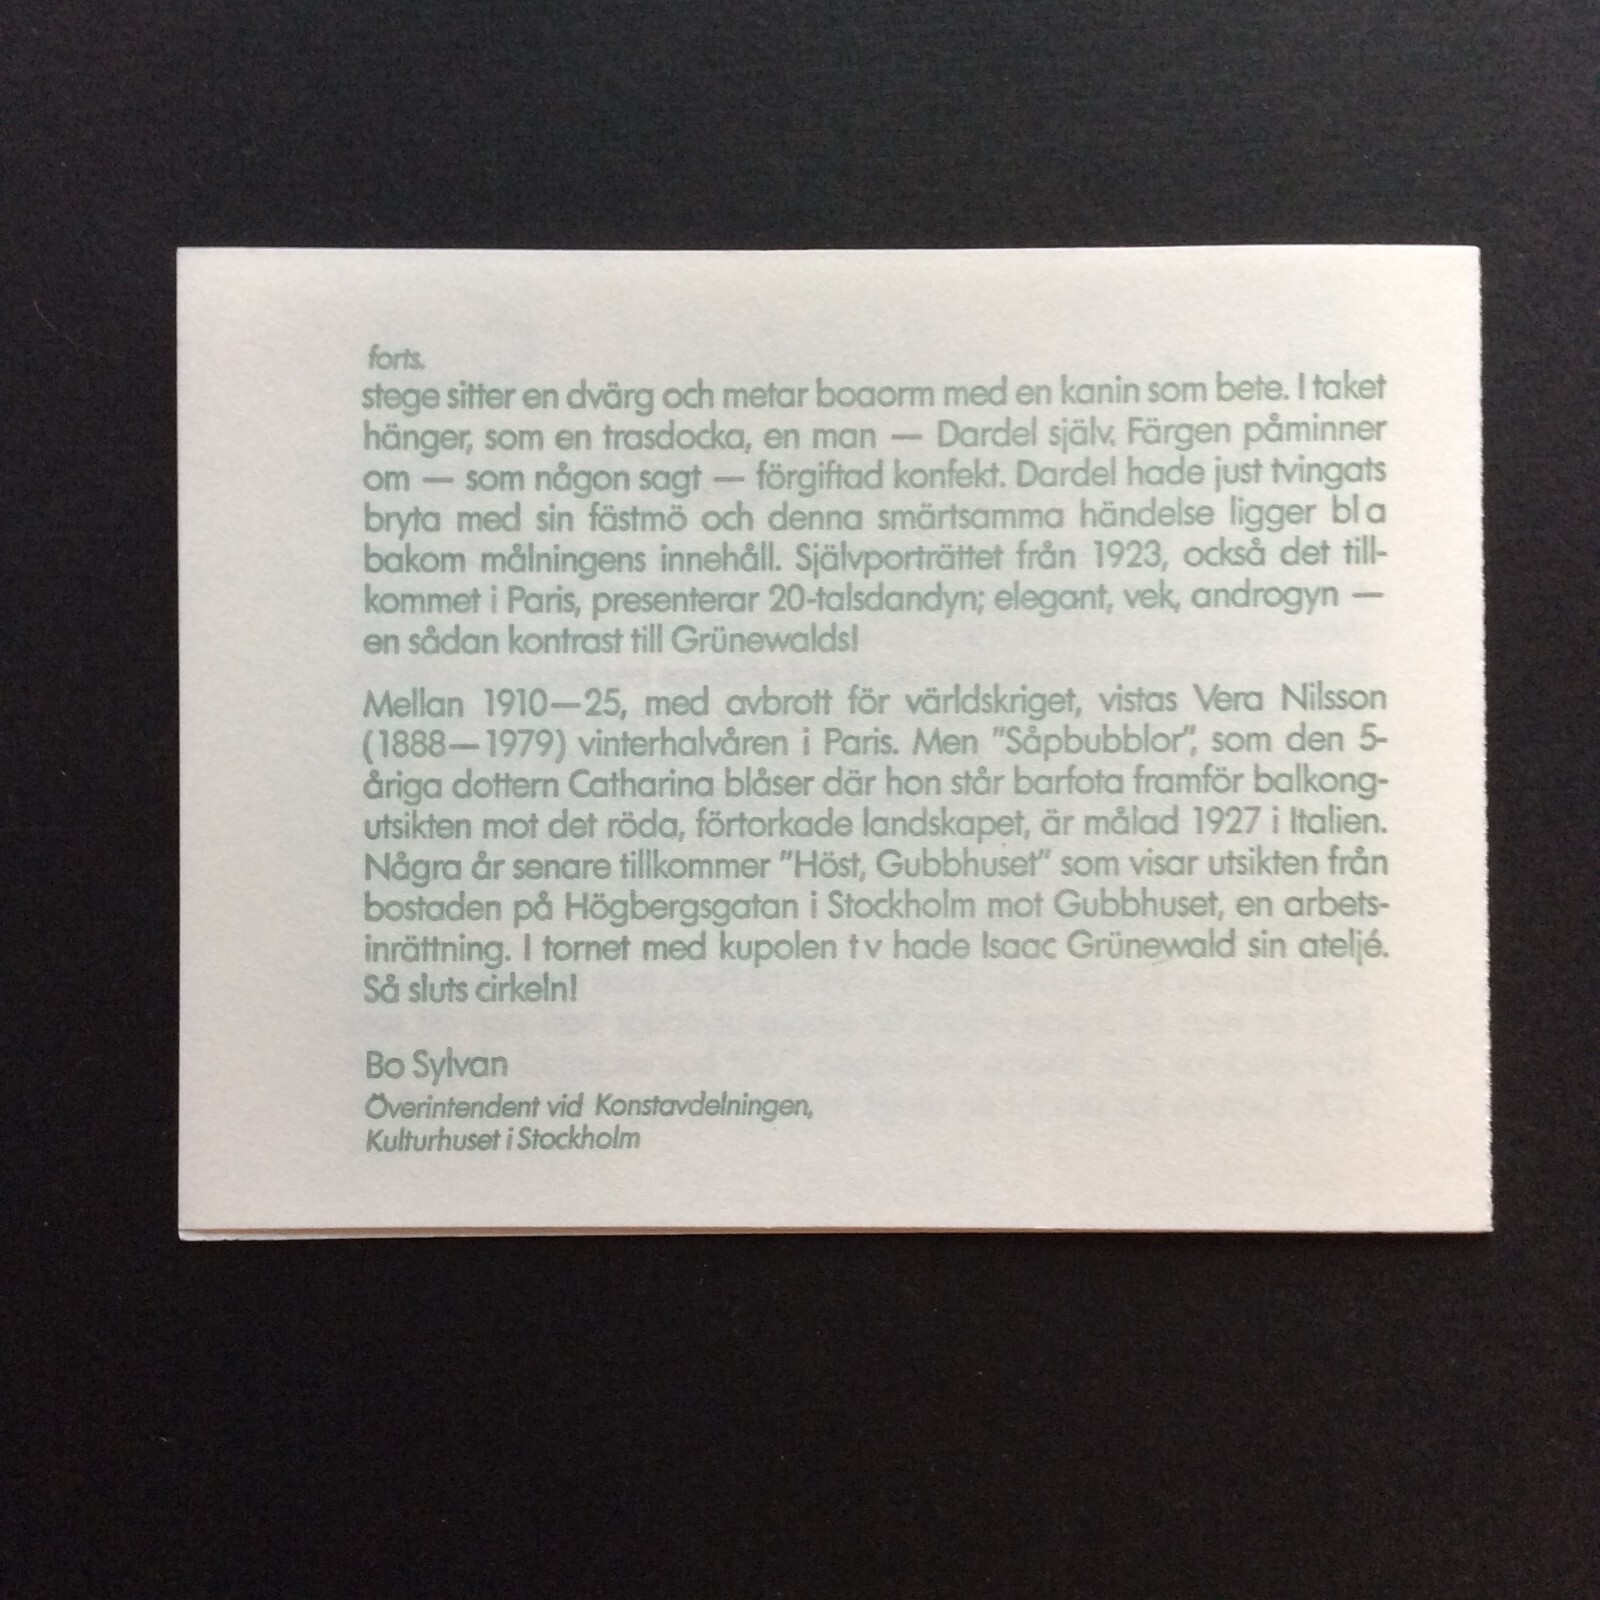 forts.
stege sitter en dvärg och metar boaorm med en kanin som bete. I taket
hänger, som en trasdocka, en man — Dardel själv. Färgen påminner
om — som någon sagt — förgiftad konfekt. Dardel hade just tvingats
bryta med sin fästmö och denna smärtsamma händelse ligger bl a
bakom målningens innehåll. Självporträttet från 1923, också det till-
kommet i Paris, presenterar 20-talsdandyn; elegant, vek, androgyn —
en sådan kontrast till Grünewalds!
Mellan 1910—25, med avbrott för världskriget, vistas Vera Nilsson
(1888—1979) vinterhalvåren i Paris. Men "Såpbubblor", som den 5-
åriga dottern Catharina blåser där hon står barfota framför balkong-
utsikten mot det röda, förtorkade landskapet, är målad 1927 i Italien.
Några år senare tillkommer "Höst, Gubbhuset" som visar utsikten från
bostaden på Högbergsgatan i Stockholm mot Gubbhuset, en arbets-
inrättning. I tornet med kupolen t v hade Isaac Grünewald sin ateljé.
Så sluts cirkeln!
Bo Sylvan
Överintendent vid Konstavdelningen,
Kulturhuset i Stockholm